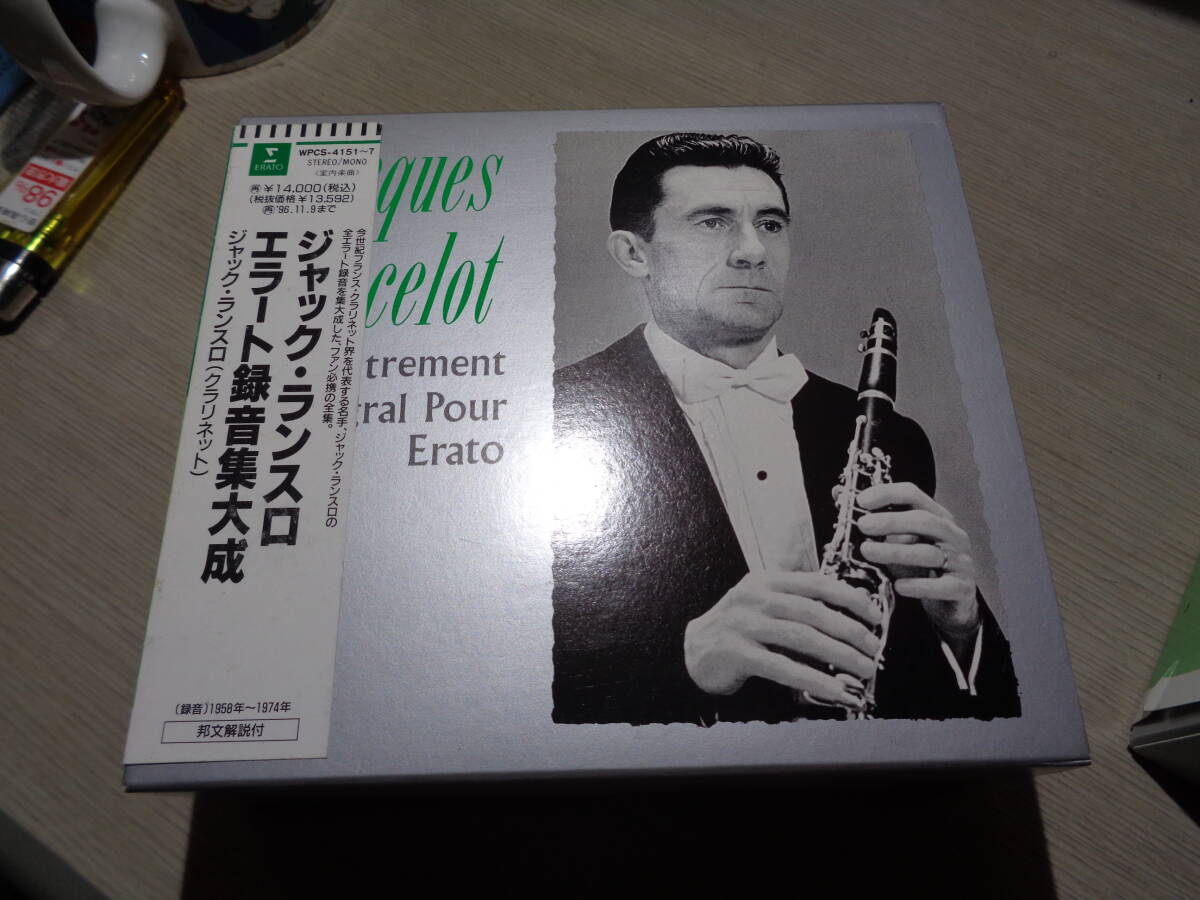 ERATO
WPCS-4151~7
STEREO/MONO
〈室内楽曲〉
再¥14,000(税込)
(税抜価格¥13,592)
再'96.11.9まで
今世紀フランス・クラリネット界を代表する名手、ジャック・ランスロの
全エラート録音を集大成した、ファン必携の全集。
ジャック・ランスロ
エラート録音集大成
ジャック・ランスロ(クラリネット)
(録音)1958年~1974年
邦文解説付
ques
celot
trement
gral Pour
Erato
98